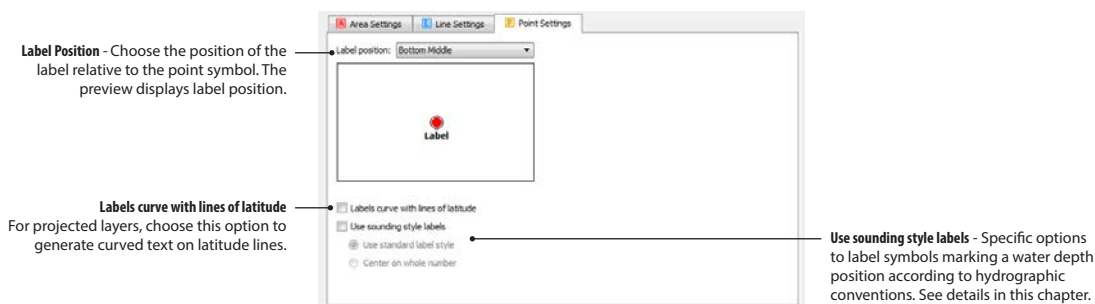 A Area Settings L Line Settings P Point Settings
Label Position - Choose the position of the
label relative to the point symbol. The
preview displays label position.
Label position: Bottom Middle
Label
Labels curve with lines of latitude
For projected layers, choose this option to
generate curved text on latitude lines.
Labels curve with lines of latitude
Use sounding style labels
Use standard label style
Center on whole number
Use sounding style labels - Specific options
to label symbols marking a water depth
position according to hydrographic
conventions. See details in this chapter.